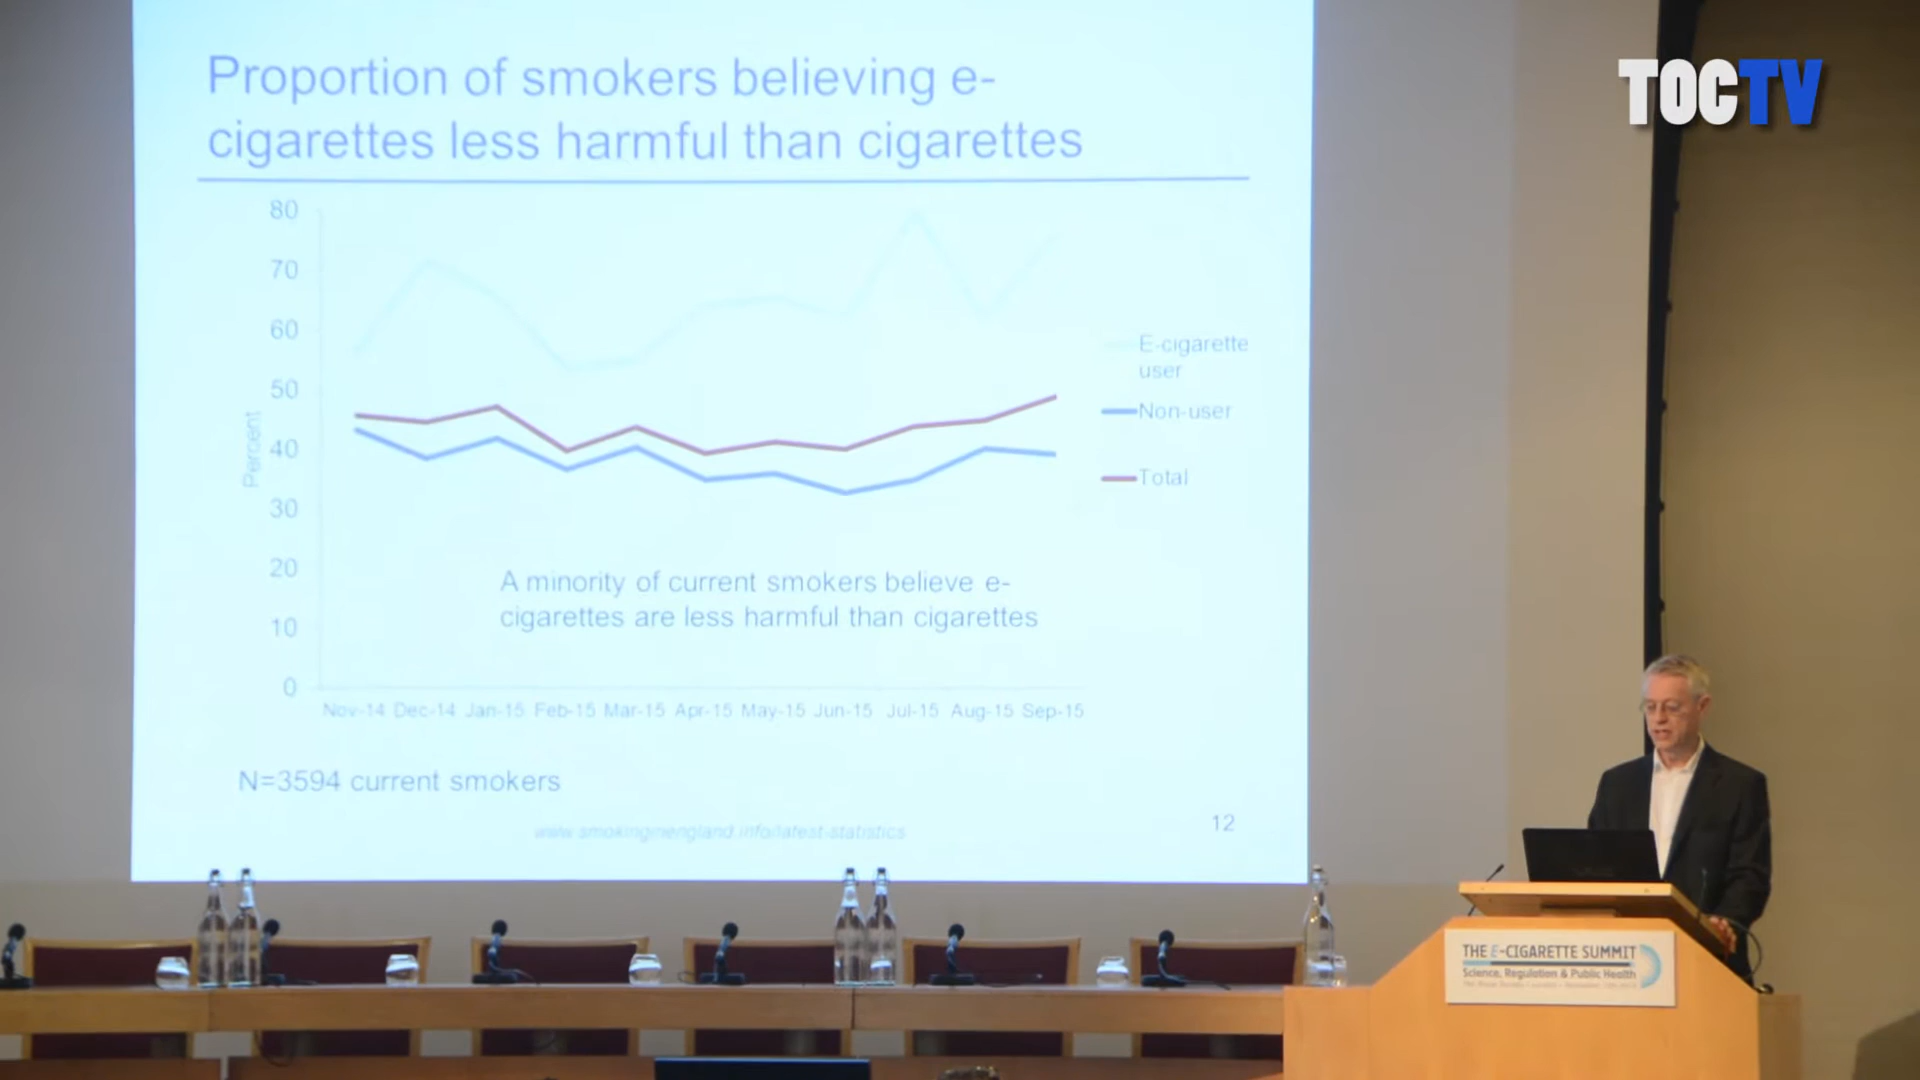 TOCTV
Proportion of smokers believing e-
cigarettes less harmful than cigarettes
80
70
60
50
40
30
20
10
0
Percent
E-cigarette
user
Non-user
Total
A minority of current smokers believe e-
cigarettes are less harmful than cigarettes
Nov-14 Dec-14 Jan-15 Feb-15 Mar-15 Apr-15 May-15 Jun-15 Jul-15 Aug-15 Sep-15
N=3594 current smokers
www.smokinginengland.info/latest-statistics
12
THE E-CIGARETTE SUMMIT
Science, Regulation & Public Health